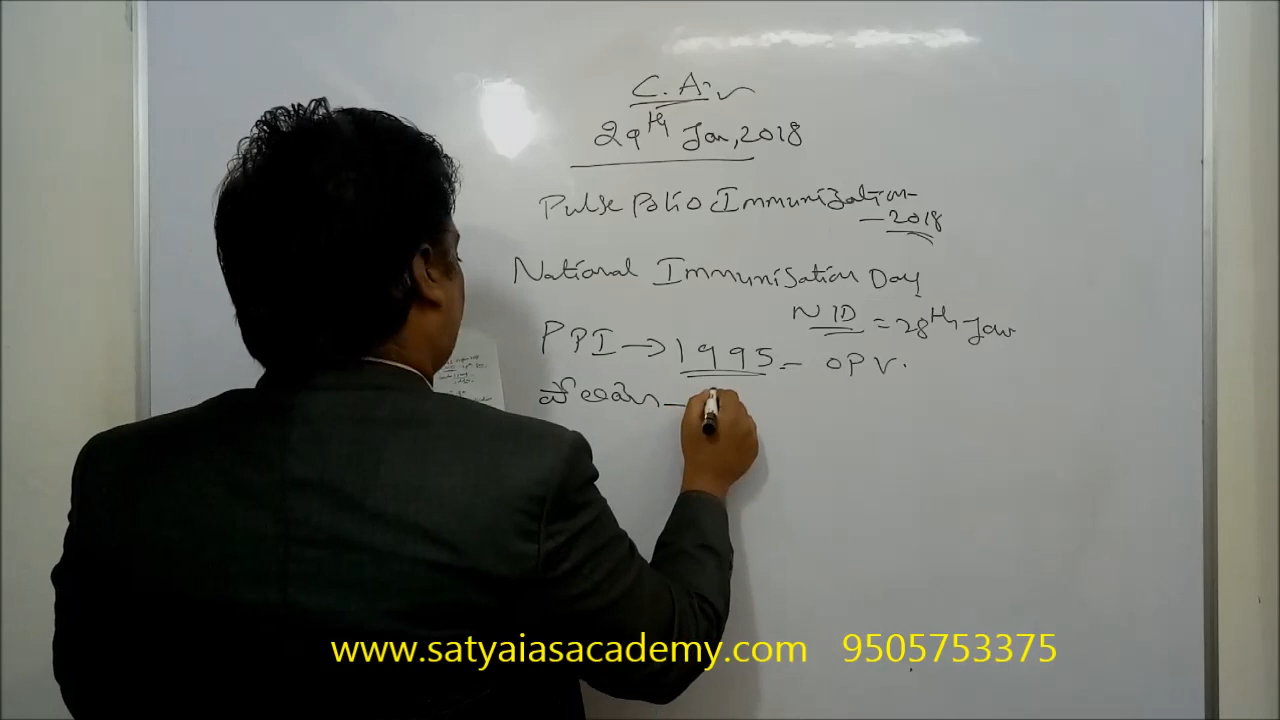 C. A.
29th Jan, 2018
Pulse Polio Immunization
- 2018
National Immunisation Day
NID = 28th Jan
PPI → 1995 - OPV.
www.satyaiasacademy.com 9505753375